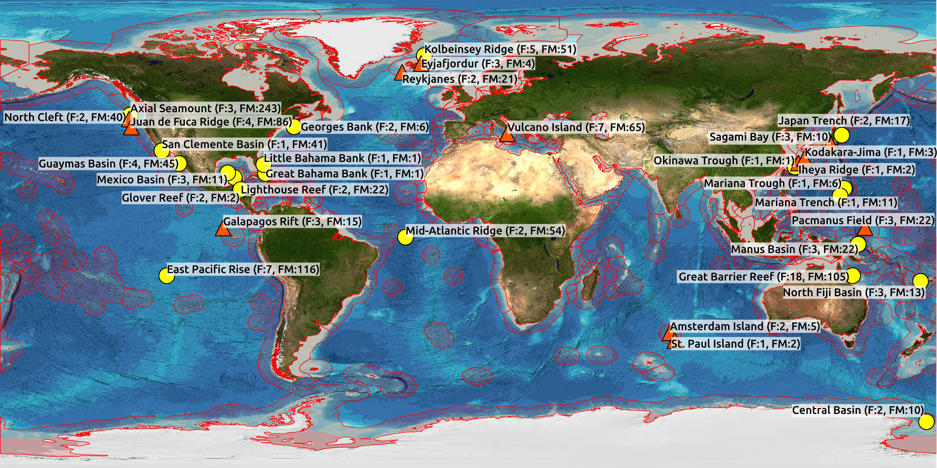 Kolbeinsey Ridge (F:5, FM:51)
Eyjafjordur (F:3, FM:4)
Reykjanes (F:2, FM:21)
Axial Seamount (F:3, FM:243)
North Cleft (F:2, FM:40)
Juan de Fuca Ridge (F:4, FM:86)
Georges Bank (F:2, FM:6)
Vulcano Island (F:7, FM:65)
Japan Trench (F:2, FM:17)
Sagami Bay (F:3, FM:10)
San Clemente Basin (F:1, FM:41)
Kodakara-Jima (F:1, FM:3)
Little Bahama Bank (F:1, FM:1)
Okinawa Trough (F:1, FM:1)
Guaymas Basin (F:4, FM:45)
Iheya Ridge (F:1, FM:2)
Great Bahama Bank (F:1, FM:1)
Mexico Basin (F:3, FM:11)
Mariana Trough (F:1, FM:6)
Lighthouse Reef (F:2, FM:22)
Glover Reef (F:2, FM:2)
Mariana Trench (F:1, FM:11)
Galapagos Rift (F:3, FM:15)
Pacmanus Field (F:3, FM:22)
Mid-Atlantic Ridge (F:2, FM:54)
Manus Basin (F:3, FM:22)
East Pacific Rise (F:7, FM:116)
Great Barrier Reef (F:18, FM:105)
North Fiji Basin (F:3, FM:13)
Amsterdam Island (F:2, FM:5)
St. Paul Island (F:1, FM:2)
Central Basin (F:2, FM:10)